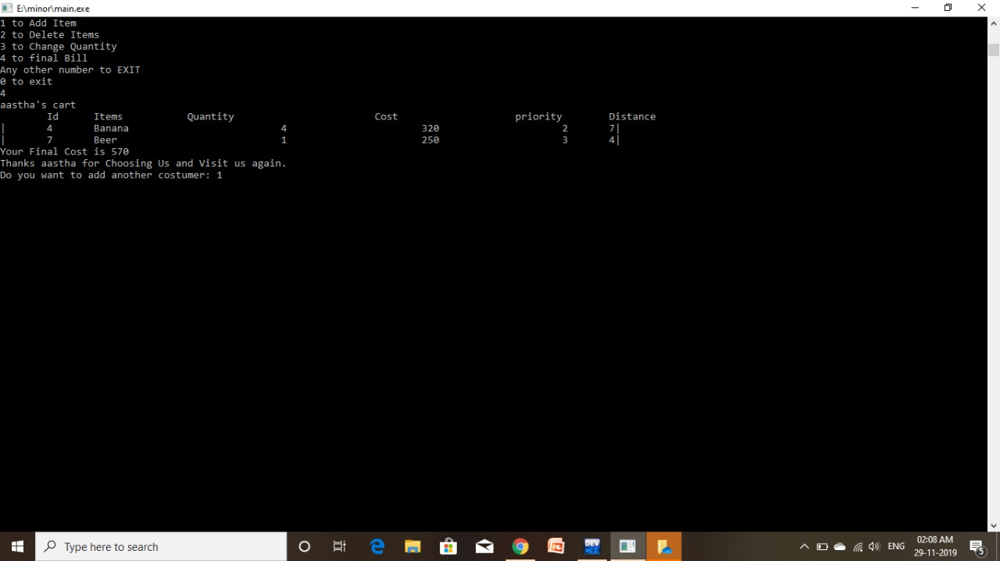 E:\minor\main.exe
1 to Add Item
2 to Delete Items
3 to Change Quantity
4 to final Bill
Any other number to EXIT
0 to exit
4
aastha's cart
Id Items Quantity Cost priority Distance
| 4 Banana 4 320 2 7|
| 7 Beer 1 250 3 4|
Your Final Cost is 570
Thanks aastha for Choosing Us and Visit us again.
Do you want to add another costumer: 1
Type here to search
DEV
ENG
02:08 AM
29-11-2019
5